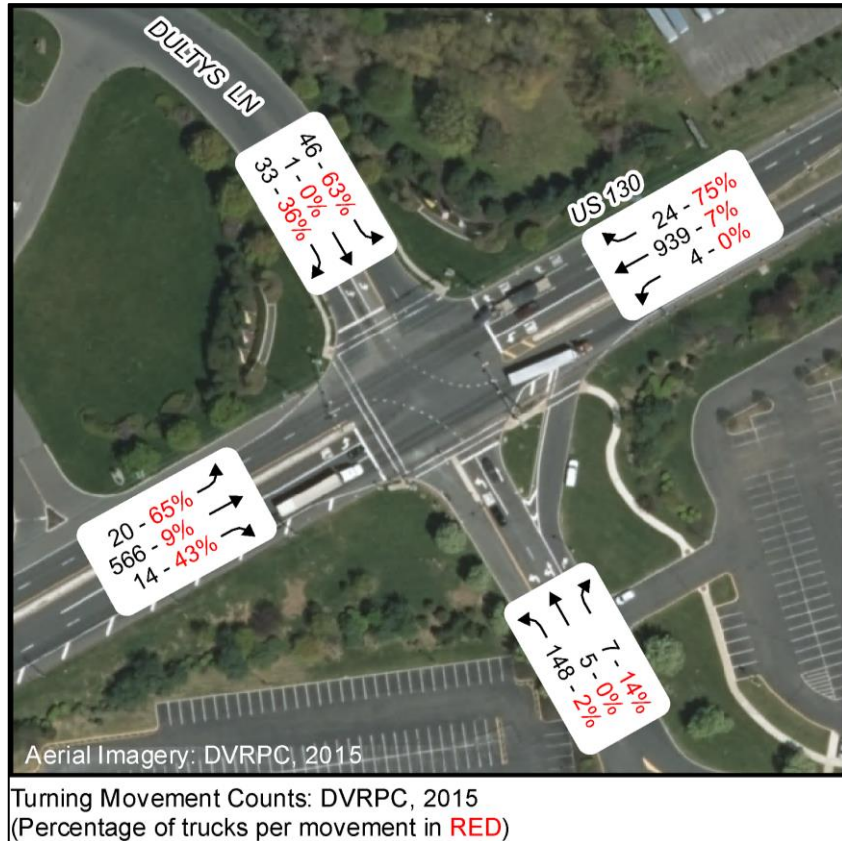 DULTYS LN
46 - 63%
1 - 0%
33 - 36%
US 130
24 - 75%
939 - 7%
4 - 0%
20 - 65%
566 - 9%
14 - 43%
148 - 2%
5 - 0%
7 - 14%
Aerial Imagery: DVRPC, 2015
Turning Movement Counts: DVRPC, 2015
(Percentage of trucks per movement in RED)